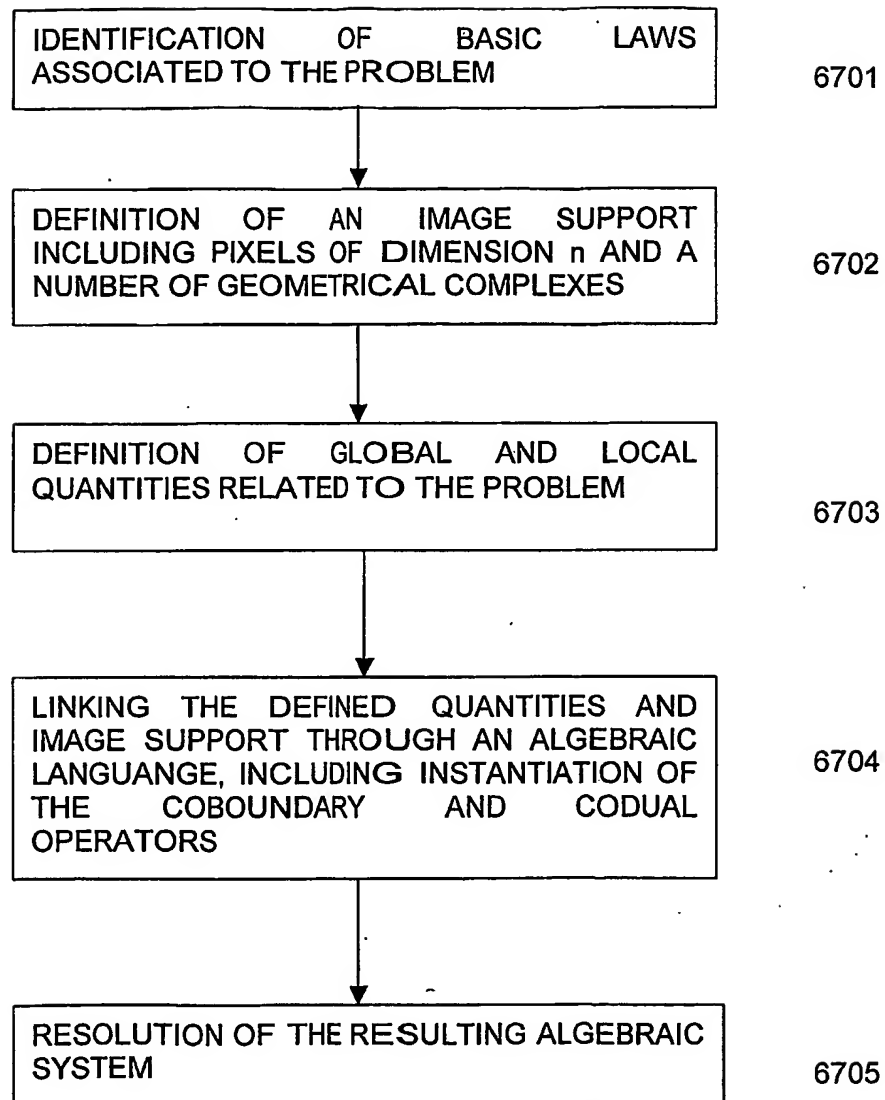 IDENTIFICATION OF BASIC LAWS
ASSOCIATED TO THE PROBLEM
6701
DEFINITION OF AN IMAGE SUPPORT
INCLUDING PIXELS OF DIMENSION n AND A
NUMBER OF GEOMETRICAL COMPLEXES
6702
DEFINITION OF GLOBAL AND LOCAL
QUANTITIES RELATED TO THE PROBLEM
6703
LINKING THE DEFINED QUANTITIES AND
IMAGE SUPPORT THROUGH AN ALGEBRAIC
LANGUANGE, INCLUDING INSTANTIATION OF
THE COBOUNDARY AND CODUAL
OPERATORS
6704
RESOLUTION OF THE RESULTING ALGEBRAIC
SYSTEM
6705